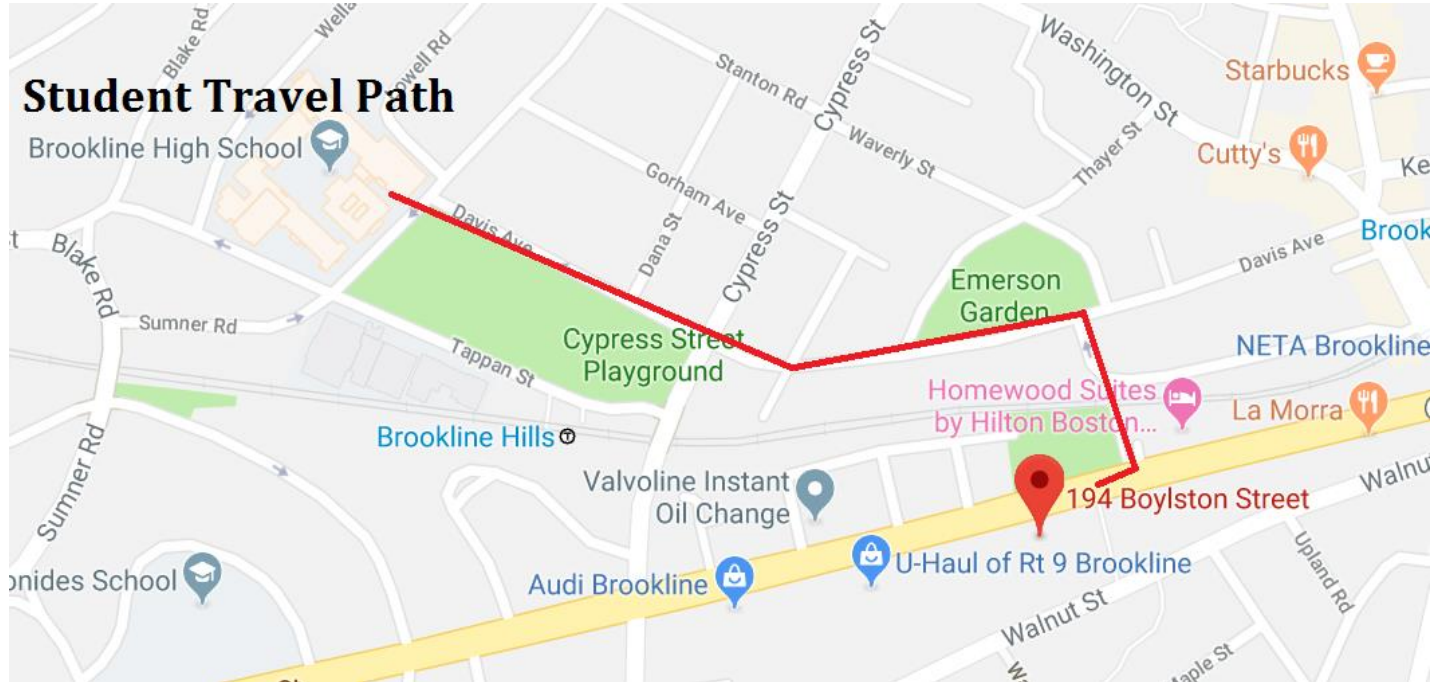 Student Travel Path
Blake Rd
Stanton Rd
Cypress St
Washington St
Starbucks
Brookline High School
Waverly St
Thayer St
Cutty's
Gorham Ave
Davis Ave
Dana St
Cypress St
Davis Ave
Blake Rd
Emerson
Garden
Sumner Rd
Tappan St
Cypress Street
Playground
NETA Brookline
Homewood Suites
by Hilton Boston...
La Morra
Brookline Hills
Sumner Rd
Valvoline Instant
Oil Change
194 Boylston Street
U-Haul of Rt 9 Brookline
Audi Brookline
onides School
Walnut St
Upland Rd
Maple St